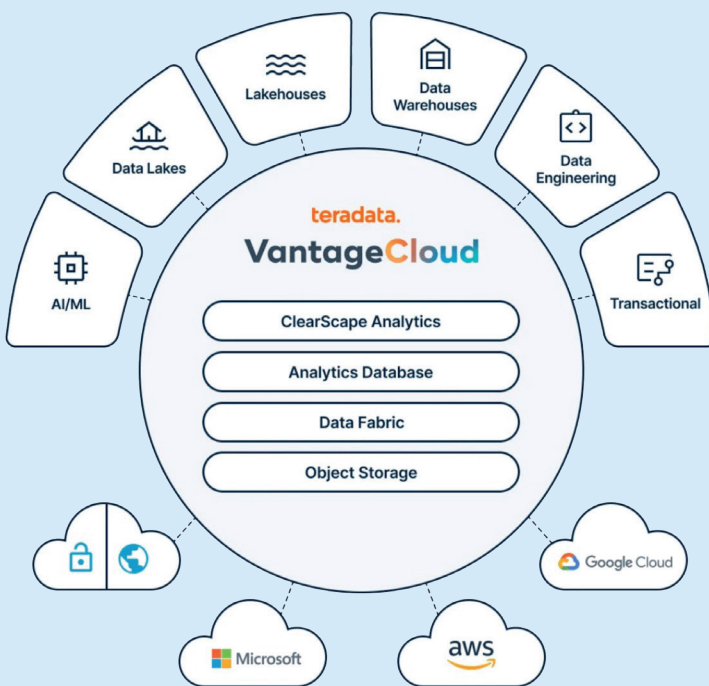 Lakehouses
Data
Warehouses
Data Lakes
Data
Engineering
AI/ML
Transactional
teradata.
VantageCloud
ClearScape Analytics
Analytics Database
Data Fabric
Object Storage
Google Cloud
Microsoft
aws